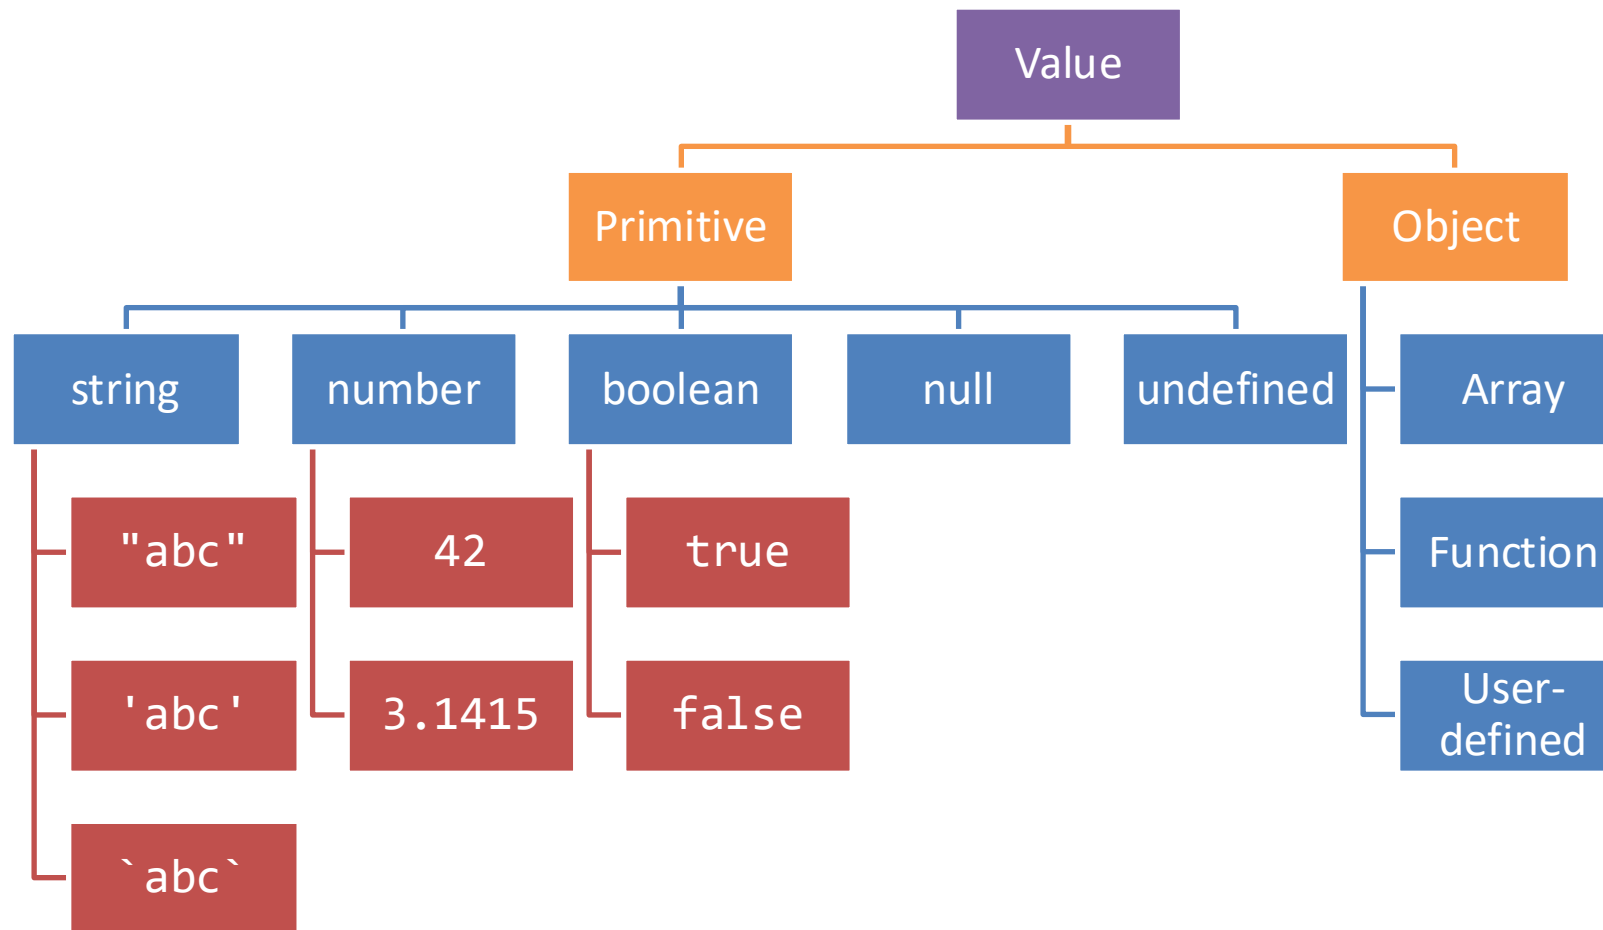 Value
Primitive
Object
string
number
boolean
null
undefined
Array
"abc"
42
true
Function
'abc'
3.1415
false
User-
defined
`abc`